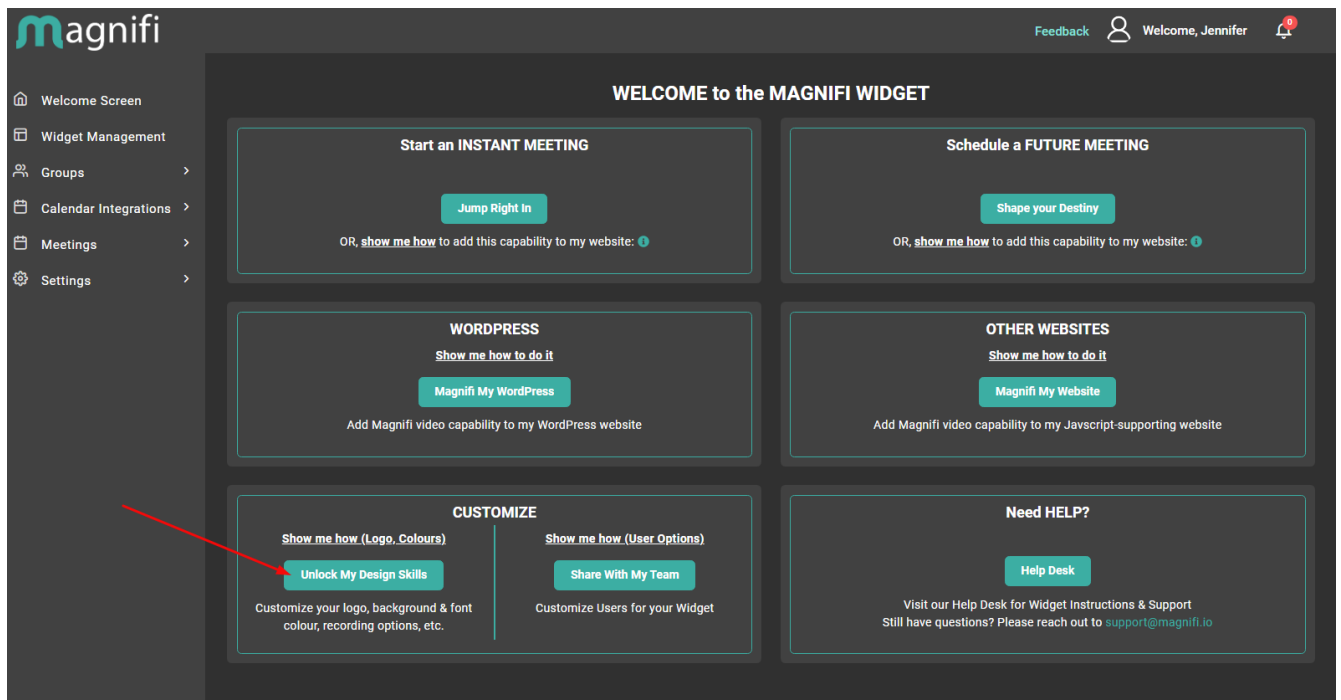 magnifi
Feedback
Welcome, Jennifer
0
Welcome Screen
Widget Management
Groups
Calendar Integrations
Meetings
Settings
WELCOME to the MAGNIFI WIDGET
Start an INSTANT MEETING
Jump Right In
OR, show me how to add this capability to my website:
Schedule a FUTURE MEETING
Shape your Destiny
OR, show me how to add this capability to my website:
WORDPRESS
Show me how to do it
Magnifi My WordPress
Add Magnifi video capability to my WordPress website
OTHER WEBSITES
Show me how to do it
Magnifi My Website
Add Magnifi video capability to my Javscript-supporting website
CUSTOMIZE
Show me how (Logo, Colours)
Unlock My Design Skills
Customize your logo, background & font
colour, recording options, etc.
Show me how (User Options)
Share With My Team
Customize Users for your Widget
Need HELP?
Help Desk
Visit our Help Desk for Widget Instructions & Support
Still have questions? Please reach out to support@magnifi.io